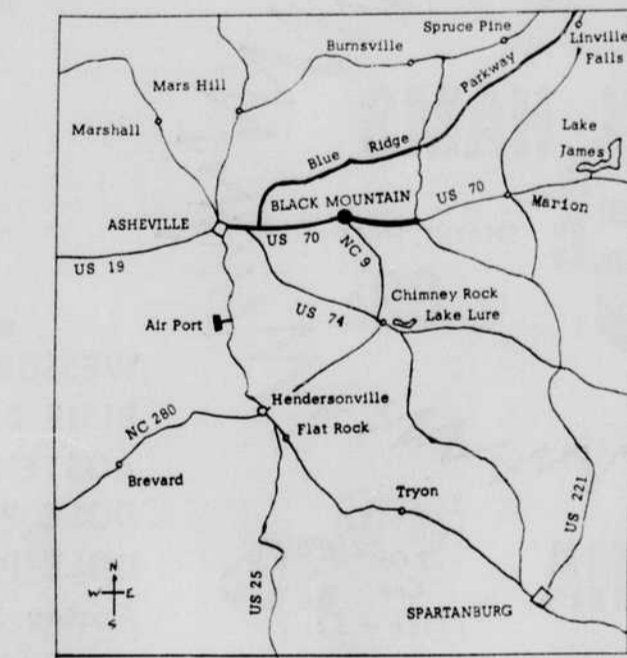 Spruce Pine
Burnsville
Linville
Falls
Parkway
Mars Hill
Marshall
Lake
James
Blue Ridge
BLACK MOUNTAIN
US 70
Marion
ASHEVILLE
US 70
NC 9
US 19
Chimney Rock
Lake Lure
US 74
Air Port
Hendersonville
NC 280
Flat Rock
Brevard
Tryon
US 221
US 25
N
W E
S
SPARTANBURG